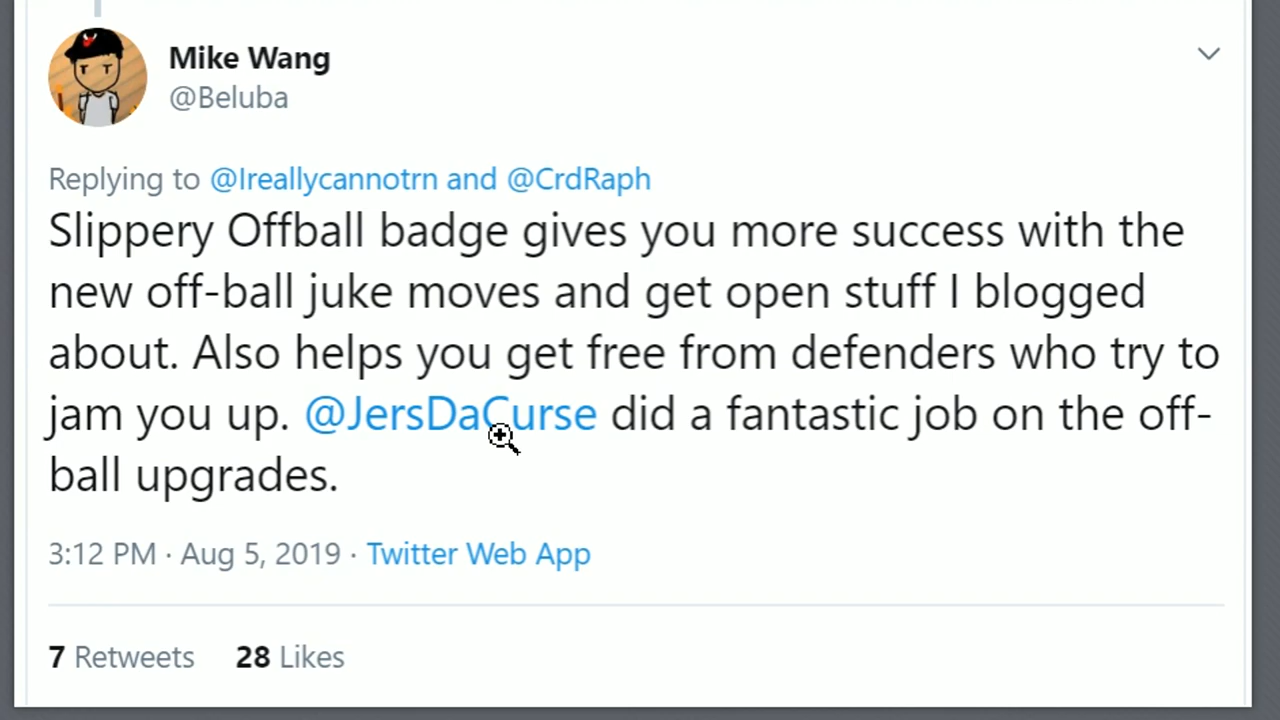 Mike Wang
@Beluba
Replying to @Ireallycannotrn and @CrdRaph
Slippery Offball badge gives you more success with the
new off-ball juke moves and get open stuff I blogged
about. Also helps you get free from defenders who try to
jam you up. @JersDaCurse did a fantastic job on the off-
ball upgrades.
3:12 PM · Aug 5, 2019 · Twitter Web App
7 Retweets 28 Likes